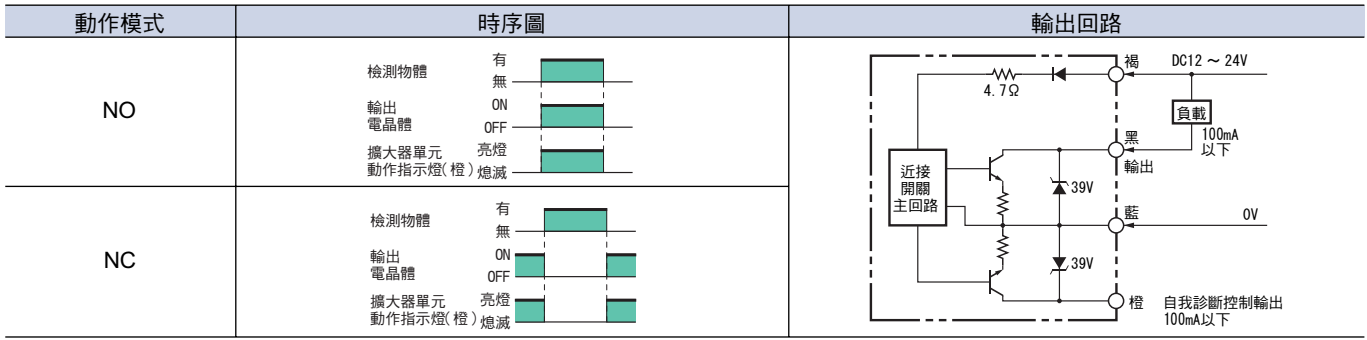 動作模式
時序圖
輸出回路
NO
檢測物體
有
無
輸出
電晶體
ON
OFF
擴大器單元
動作指示燈(橙)
亮燈
熄滅
NC
檢測物體
有
無
輸出
電晶體
ON
OFF
擴大器單元
動作指示燈(橙)
亮燈
熄滅
褐
DC12 ～ 24V
4.7Ω
負載
100mA
以下
黑
輸出
近接
開關
主回路
39V
藍
0V
39V
橙
自我診斷控制輸出
100mA以下